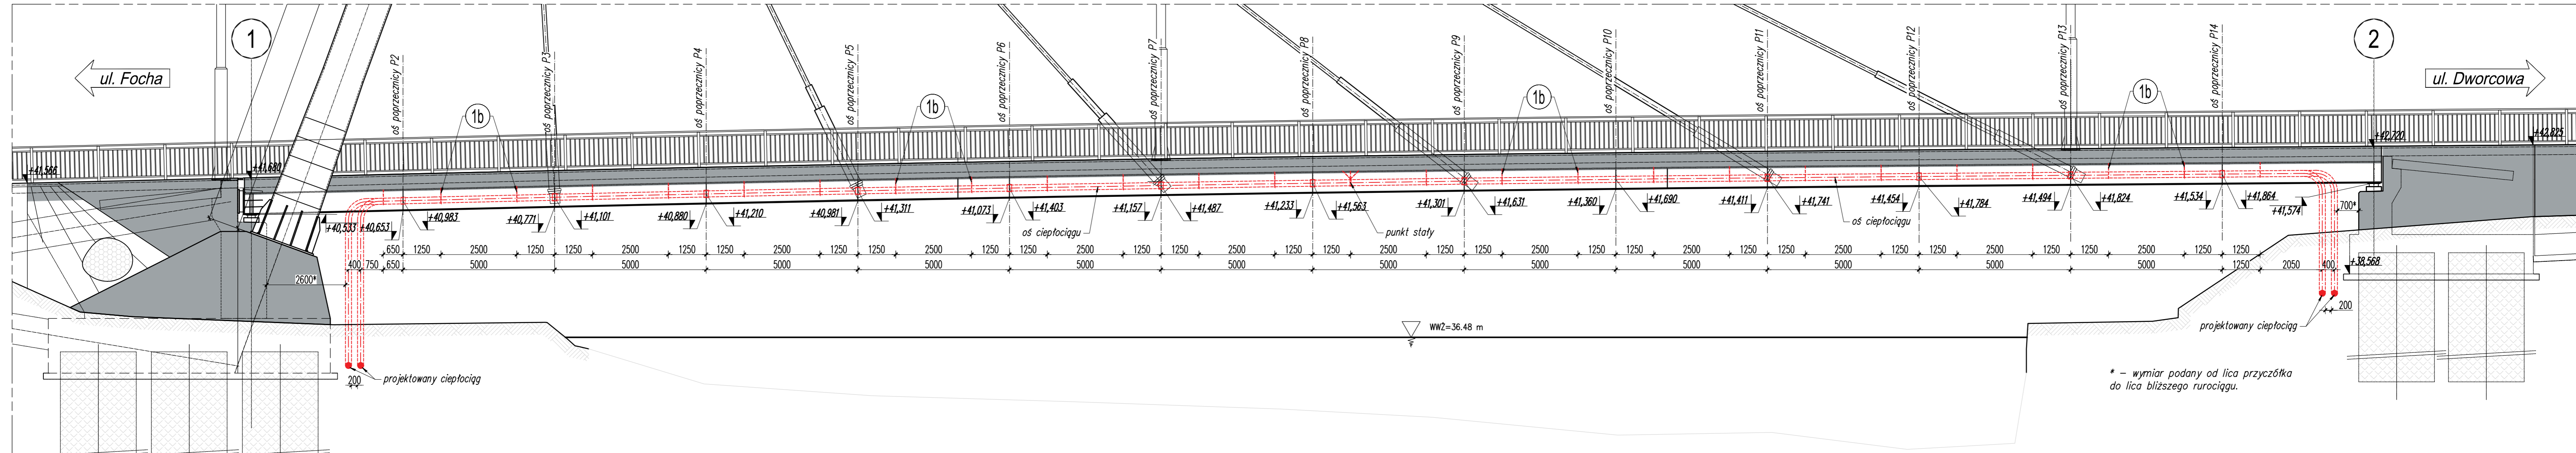 1
2
ul. Focha
ul. Dworcowa
oś poprzecznicy P2
oś poprzecznicy P3
oś poprzecznicy P4
oś poprzecznicy P5
oś poprzecznicy P6
oś poprzecznicy P7
oś poprzecznicy P8
oś poprzecznicy P9
oś poprzecznicy P10
oś poprzecznicy P11
oś poprzecznicy P12
oś poprzecznicy P13
oś poprzecznicy P14
1b
1b
1b
1b
+41,566
+41,680
+42,720
+42,825
+40,533
+40,653
+40,983
+40,771
+41,101
+40,880
+41,210
+40,981
+41,311
+41,073
+41,403
+41,157
+41,487
+41,233
+41,563
+41,301
+41,631
+41,360
+41,690
+41,411
+41,741
+41,454
+41,784
+41,494
+41,824
+41,534
+41,864
+41,574
700*
oś ciepłociągu
punkt stały
oś ciepłociągu
650 1250 2500 1250 1250 2500 1250 1250 2500 1250 1250 2500 1250 1250 2500 1250 1250 2500 1250 1250 2500 1250 1250 2500 1250 1250 2500 1250 1250 2500 1250 1250 2500 1250 1250 2500 1250 1250
400 750 650 5000 5000 5000 5000 5000 5000 5000 5000 5000 5000 5000 5000 1250 2050 400
+38,568
2600*
200
WW2=36.48 m
projektowany ciepłociąg
200
projektowany ciepłociąg
* – wymiar podany od lica przyczółka
do lica bliższego rurociągu.